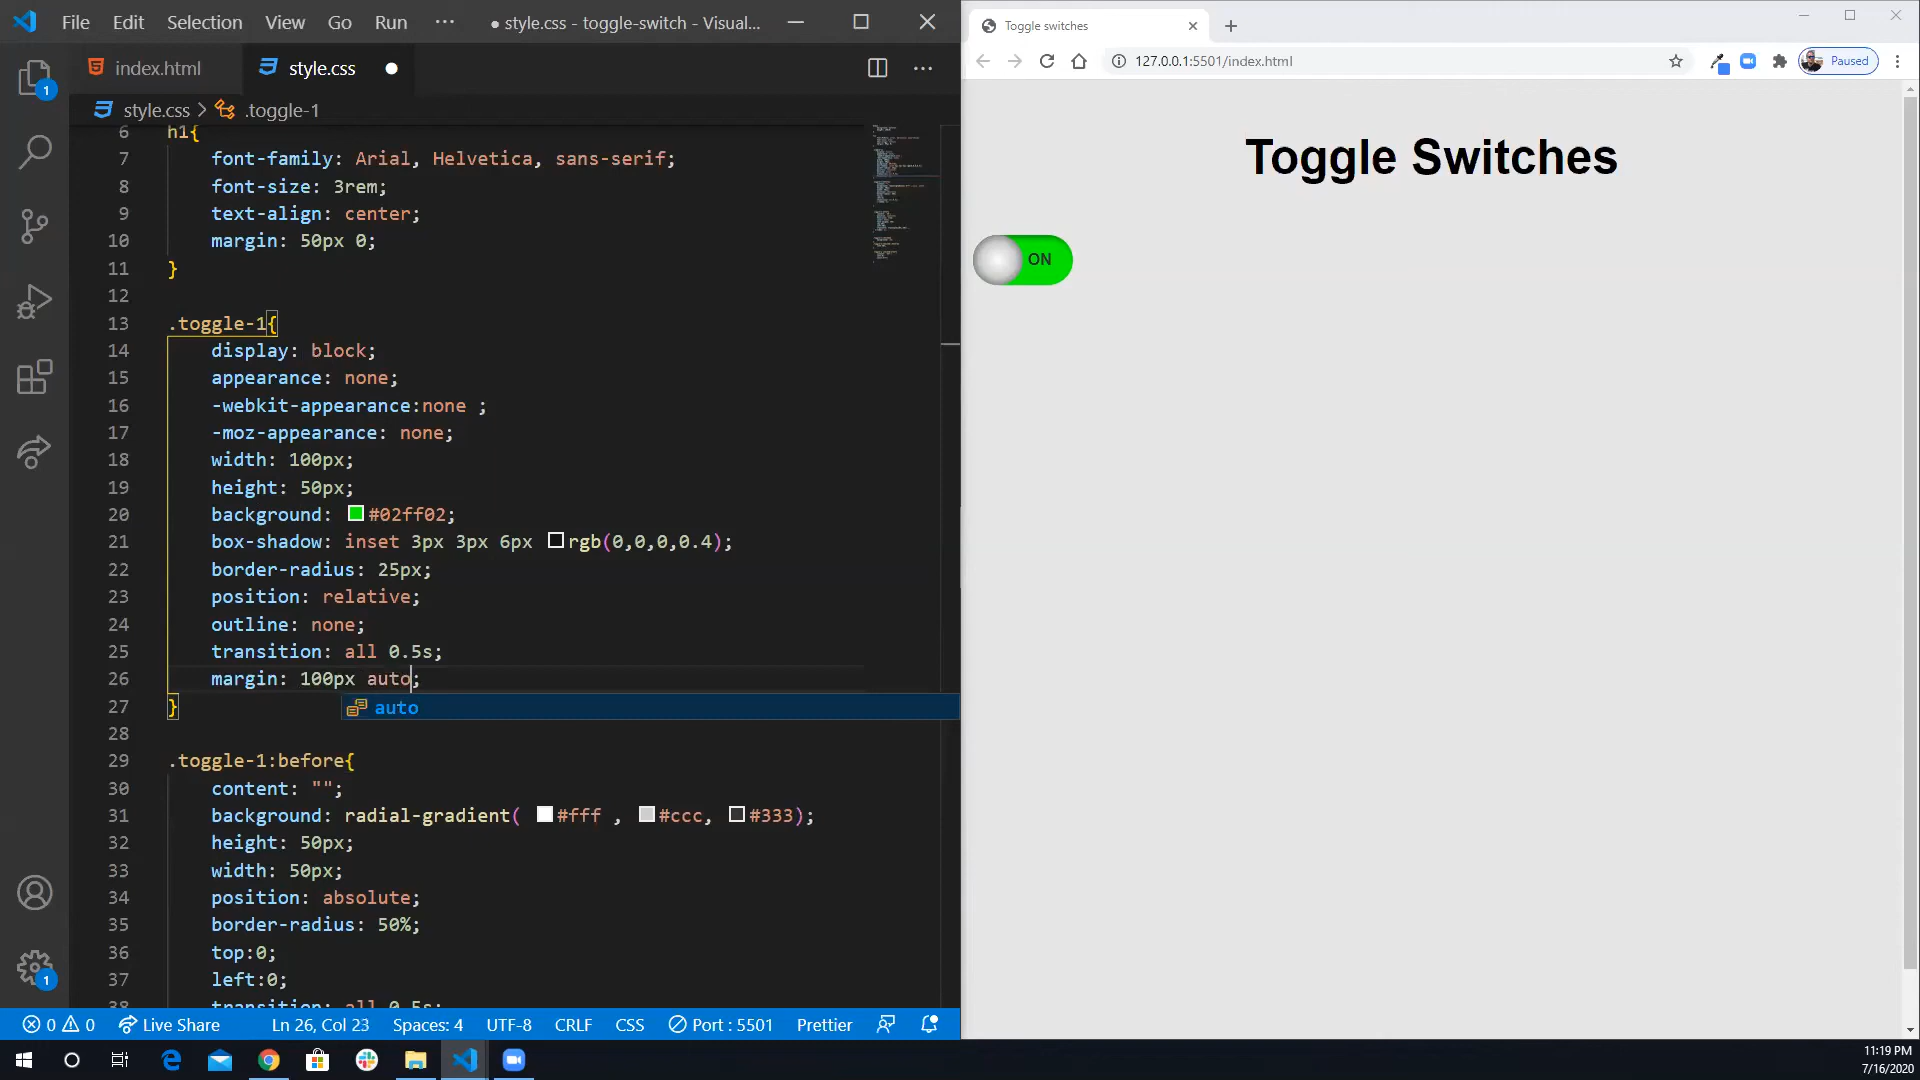 File Edit Selection View Go Run ··· ● style.css - toggle-switch - Visual...
index.html style.css ●
style.css > .toggle-1
1
6 h1{
7 font-family: Arial, Helvetica, sans-serif;
8 font-size: 3rem;
9 text-align: center;
10 margin: 50px 0;
11 }
12
13 .toggle-1{
14 display: block;
15 appearance: none;
16 -webkit-appearance:none ;
17 -moz-appearance: none;
18 width: 100px;
19 height: 50px;
20 background: #02ff02;
21 box-shadow: inset 3px 3px 6px rgb(0,0,0,0.4);
22 border-radius: 25px;
23 position: relative;
24 outline: none;
25 transition: all 0.5s;
26 margin: 100px auto;
27 }
auto
28
29 .toggle-1:before{
30 content: "";
31 background: radial-gradient( #fff , #ccc, #333);
32 height: 50px;
33 width: 50px;
34 position: absolute;
35 border-radius: 50%;
36 top:0;
37 left:0;
38 transition: all 0.5s;
1
0 0 Live Share Ln 26, Col 23 Spaces: 4 UTF-8 CRLF CSS Port : 5501 Prettier
Toggle switches
127.0.0.1:5501/index.html Paused
Toggle Switches
ON
11:19 PM
7/16/2020